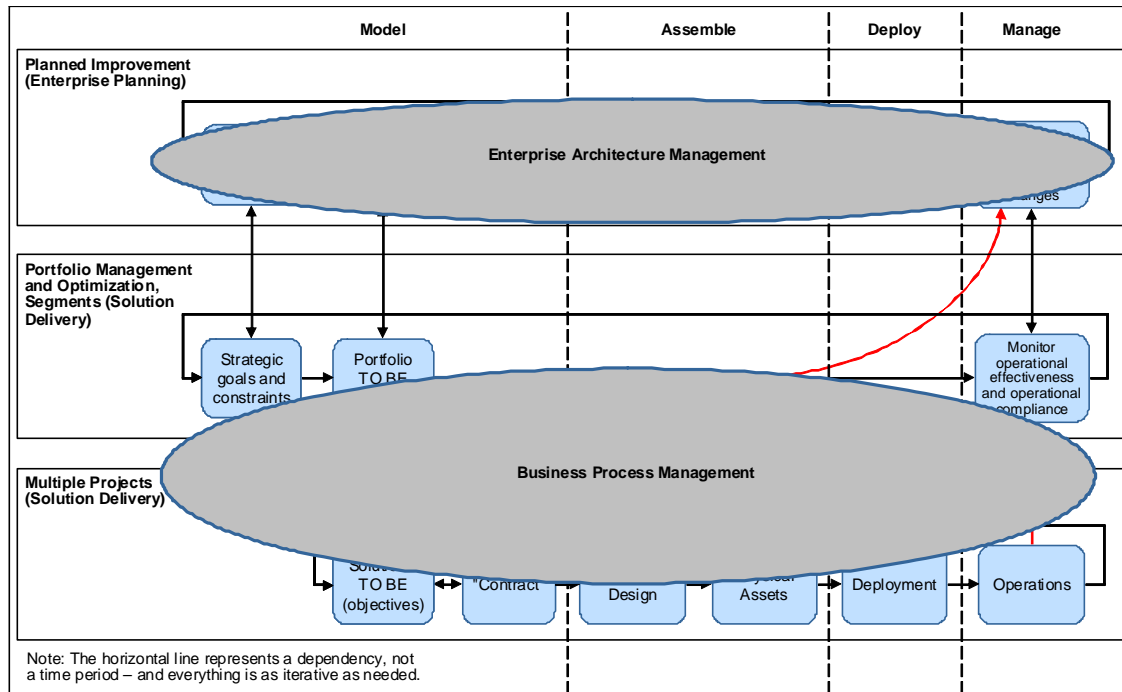 Model
Assemble
Deploy
Manage
Planned Improvement
(Enterprise Planning)
Enterprise Architecture Management
Portfolio Management
and Optimization,
Segments (Solution
Delivery)
Strategic
goals and
constraints
Portfolio
TO BE
Monitor
operational
effectiveness
and operational
compliance
Business Process Management
Multiple Projects
(Solution Delivery)
TO BE
(objectives)
"Contract
Design
Assets
Deployment
Operations
Note: The horizontal line represents a dependency, not
a time period – and everything is as iterative as needed.